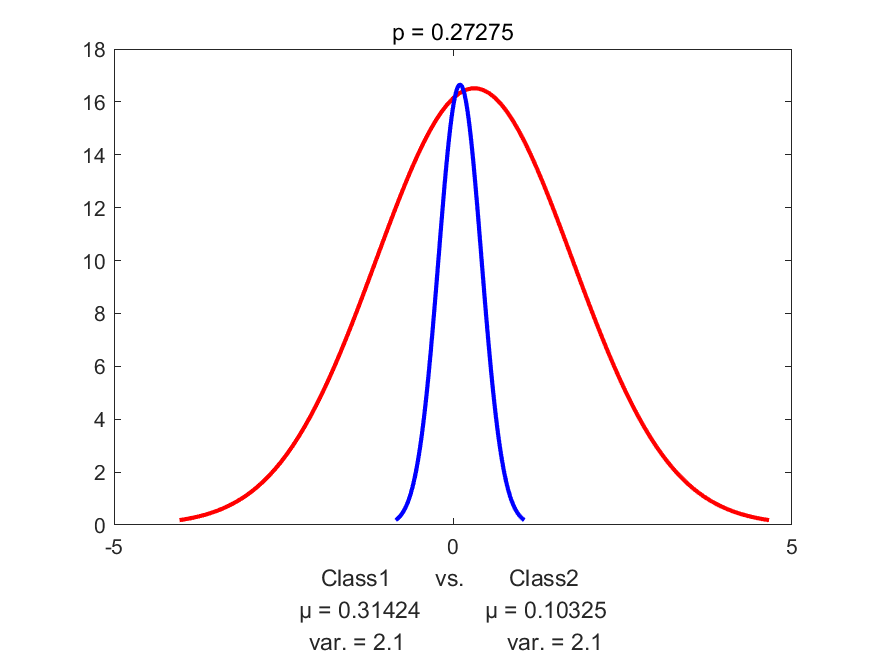 p = 0.27275
18
16
14
12
10
8
6
4
2
0
-5 0 5
Class1 vs. Class2
μ = 0.31424 μ = 0.10325
var. = 2.1 var. = 2.1